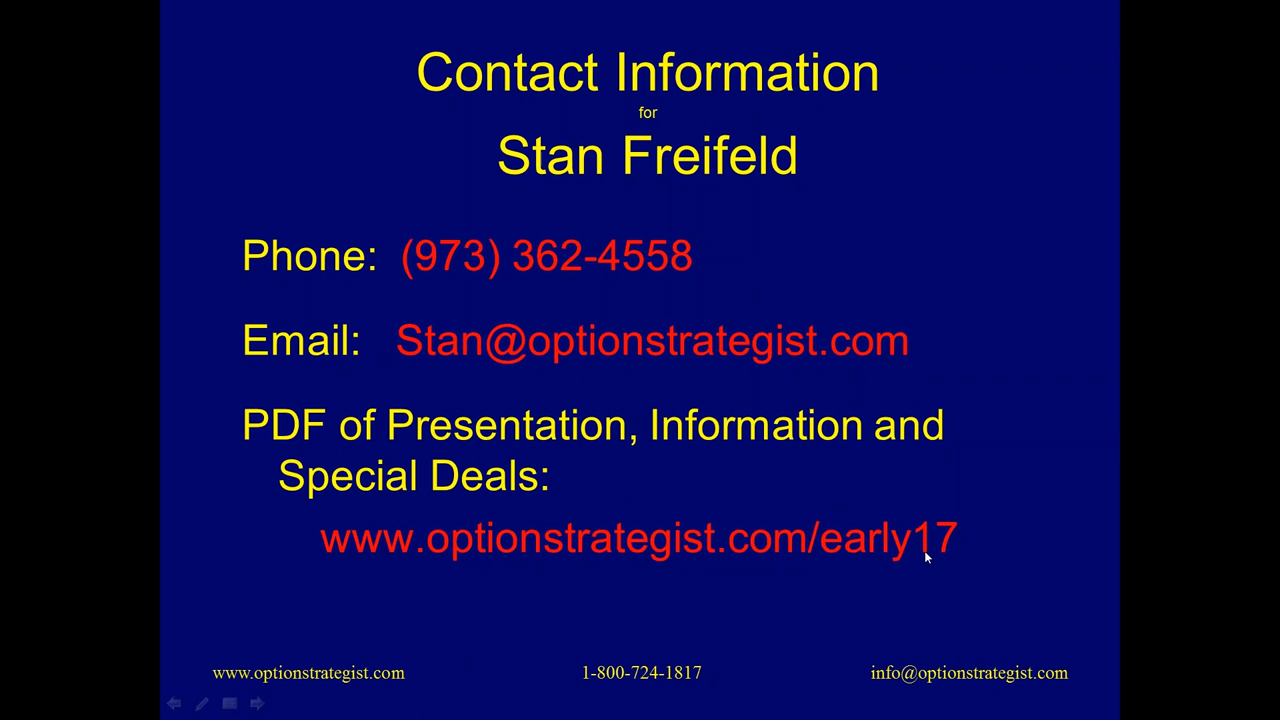 Contact Information
for
Stan Freifeld
Phone: (973) 362-4558
Email: Stan@optionstrategist.com
PDF of Presentation, Information and
Special Deals:
www.optionstrategist.com/early17
www.optionstrategist.com 1-800-724-1817 info@optionstrategist.com